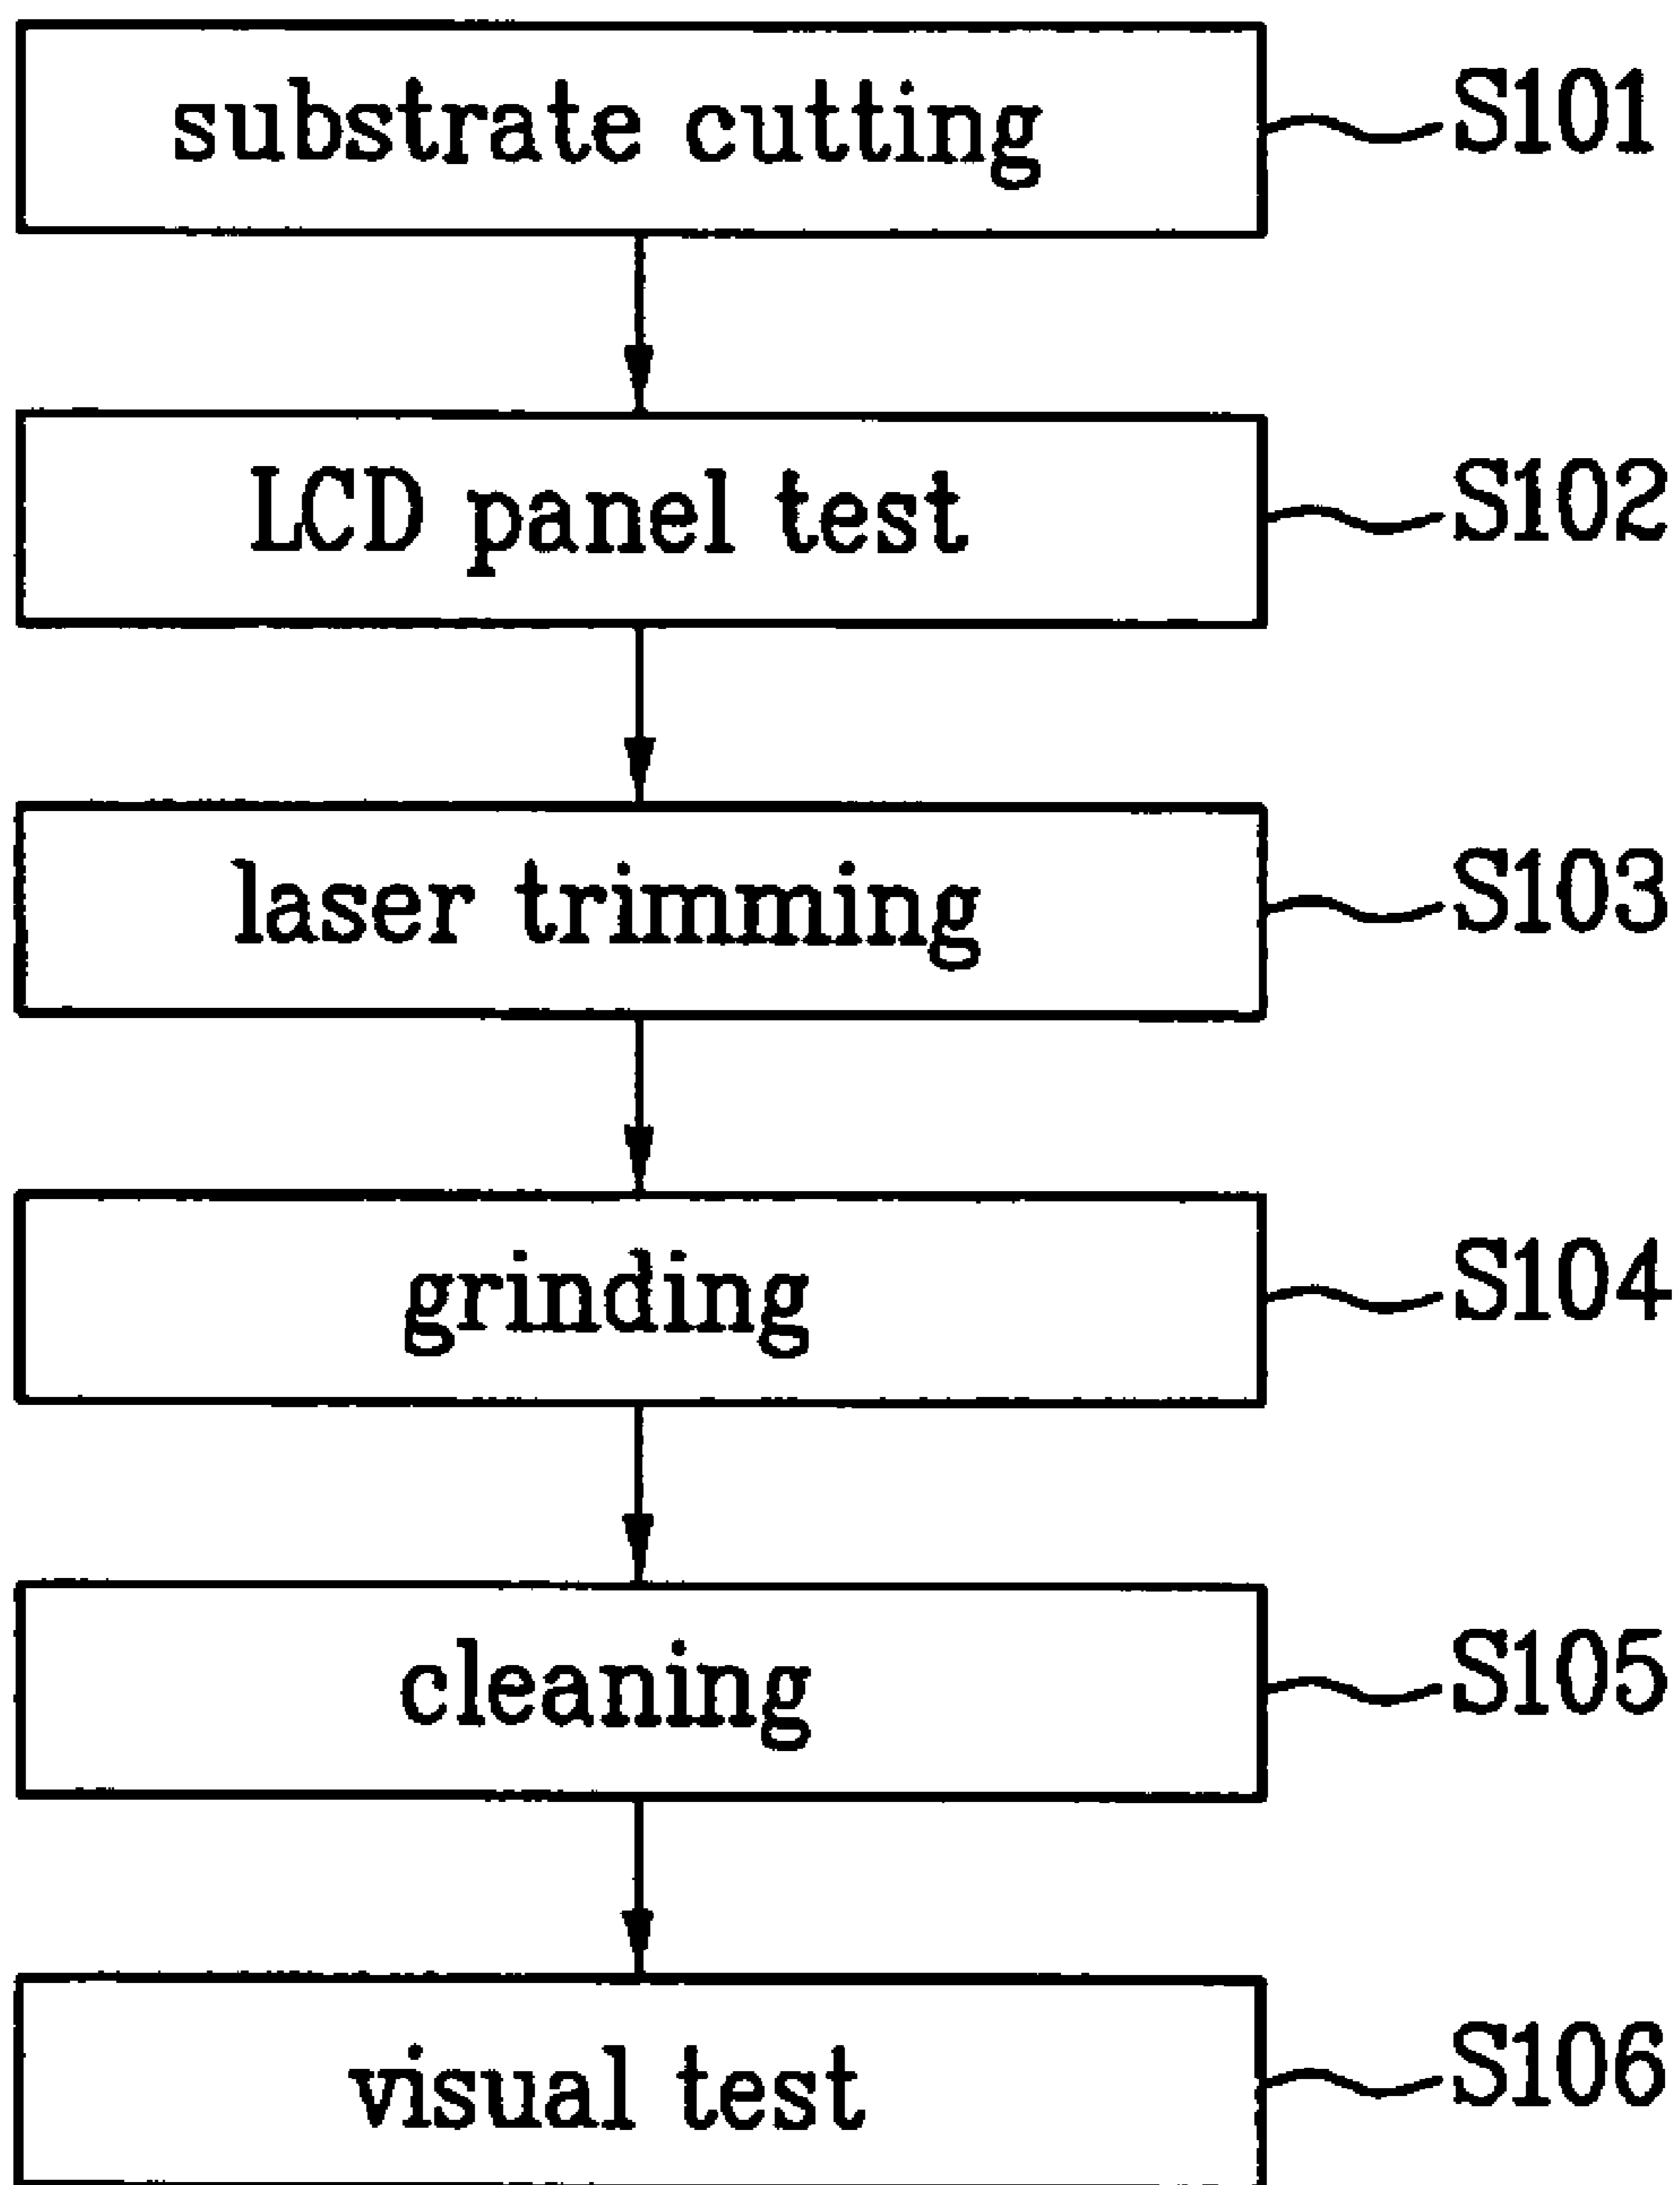 substrate cutting S101
LCD panel test S102
laser trimming S103
grinding S104
cleaning S105
visual test S106